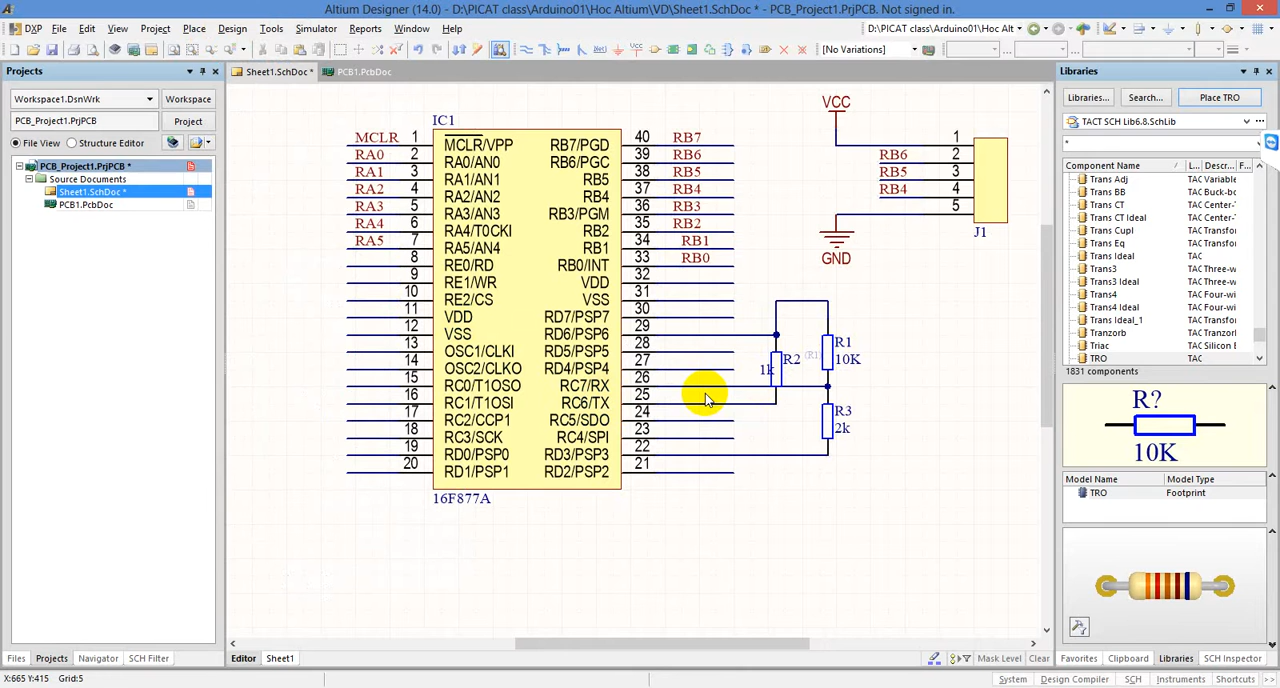 Altium Designer (14.0) - D:\PICAT class\Arduino01\Hoc Altium\VD\Sheet1.SchDoc * - PCB_Project1.PrjPCB. Not signed in.
DXP File Edit View Project Place Design Tools Simulator Reports Window Help D:\PICAT class\Arduino01\Hoc Alt
[No Variations]
Projects
Workspace1.DsnWrk Workspace
PCB_Project1.PrjPCB Project
File View Structure Editor
PCB_Project1.PrjPCB *
Source Documents
Sheet1.SchDoc *
PCB1.PcbDoc
Files Projects Navigator SCH Filter
Sheet1.SchDoc * PCB1.PcbDoc
IC1
MCLR 1 MCLR/VPP RB7/PGD 40 RB7
RA0 2 RA0/AN0 RB6/PGC 39 RB6
RA1 3 RA1/AN1 RB5 38 RB5
RA2 4 RA2/AN2 RB4 37 RB4
RA3 5 RA3/AN3 RB3/PGM 36 RB3
RA4 6 RA4/T0CKI RB2 35 RB2
RA5 7 RA5/AN4 RB1 34 RB1
8 RE0/RD RB0/INT 33 RB0
9 RE1/WR VDD 32
10 RE2/CS VSS 31
11 VDD RD7/PSP7 30
12 VSS RD6/PSP6 29
13 OSC1/CLKI RD5/PSP5 28
14 OSC2/CLKO RD4/PSP4 27
15 RC0/T1OSO RC7/RX 26
16 RC1/T1OSI RC6/TX 25
17 RC2/CCP1 RC5/SDO 24
18 RC3/SCK RC4/SPI 23
19 RD0/PSP0 RD3/PSP3 22
20 RD1/PSP1 RD2/PSP2 21
16F877A
VCC
1
RB6 2
RB5 3
RB4 4
5
J1
GND
R1
10K
(R1)
R2
1k
R3
2k
Editor Sheet1 Mask Level Clear
Libraries
Libraries... Search... Place TRO
TACT SCH Lib6.8.SchLib
*
Component Name L... Descr... F...
Trans Adj TAC Variable
Trans BB TAC Buck-bo
Trans CT TAC Center-
Trans CT Ideal TAC Center-
Trans Cupl TAC Transfor
Trans Eq TAC Transfor
Trans Ideal TAC Transfor
Trans3 TAC Three-w
Trans3 Ideal TAC Three-w
Trans4 TAC Four-wi
Trans4 Ideal TAC Four-wi
Trans Ideal_1 TAC Transfo
Tranzorb TAC Transfor
Triac TAC Silicon B
TRO TAC
1831 components
R?
10K
Model Name Model Type
TRO Footprint
Favorites Clipboard Libraries SCH Inspector
X:665 Y:415 Grid:5
System Design Compiler SCH Instruments Shortcuts >>